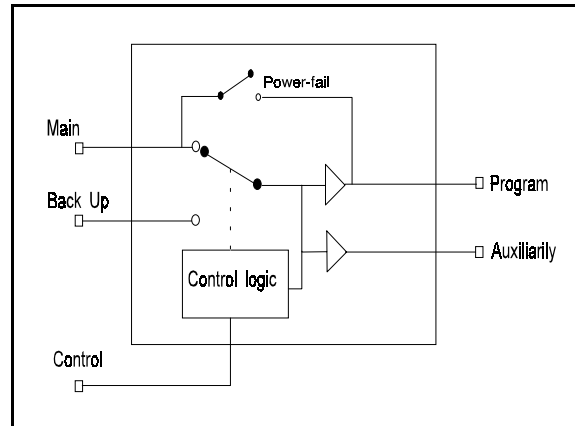 Power-fail
Main
Program
Back Up
Auxiliarily
Control logic
Control